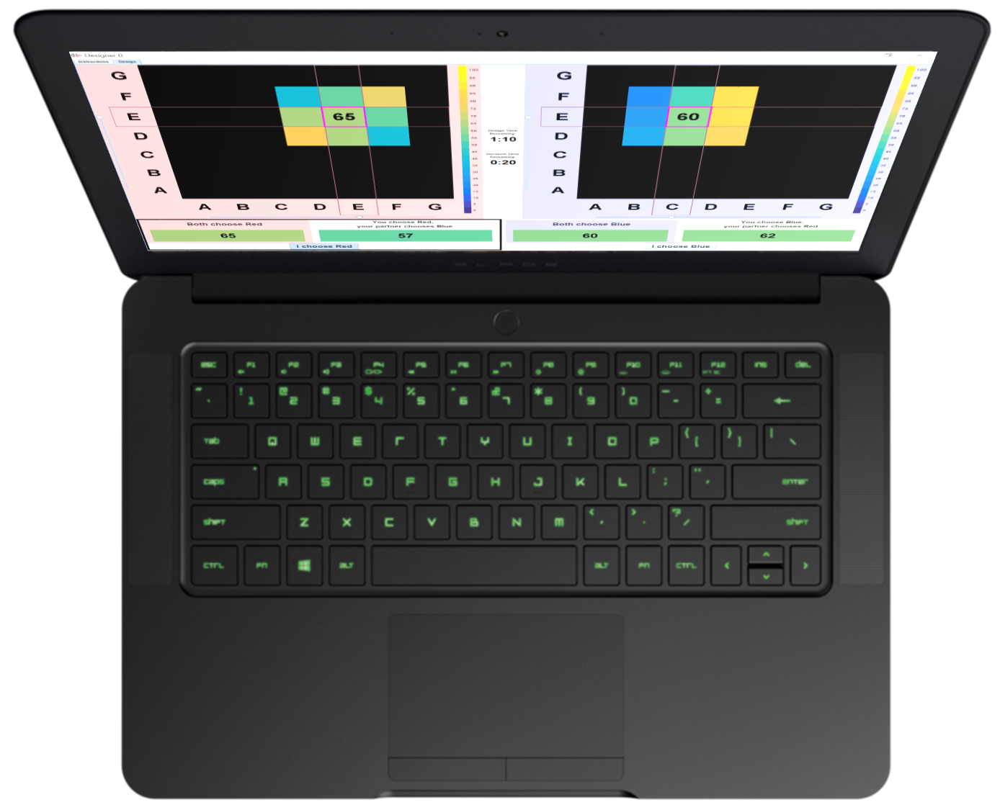 Designer 0
Instructions Design
G
F
E
D
C
B
A
65
A B C D E F G
100
95
90
85
80
75
70
65
60
55
50
45
40
35
30
25
20
15
10
5
0
Design Time
Remaining:
1:10
Decision Time
Remaining:
0:20
G
F
E
D
C
B
A
60
A B C D E F G
100
95
90
85
80
75
70
65
60
55
50
45
40
35
30
25
20
15
10
5
0
Both choose Red
65
You choose Red,
your partner chooses Blue
57
I choose Red
Both choose Blue
60
You choose Blue,
your partner chooses Red
62
I choose Blue
esc F1 F2 F3 F4 F5 F6 F7 F8 F9 F10 F11 F12 ins del
~ ! @ # $ % ^ & * ( ) _ +
` 1 2 3 4 5 6 7 8 9 0 - = ←
Tab Q W E r T Y U I O P { [ } ] | \
caps A S D F G H J K L : ; " ' enter
shift Z X C V B N M < , > . ? / shift
ctrl fn alt alt fn ctrl < ^ v >